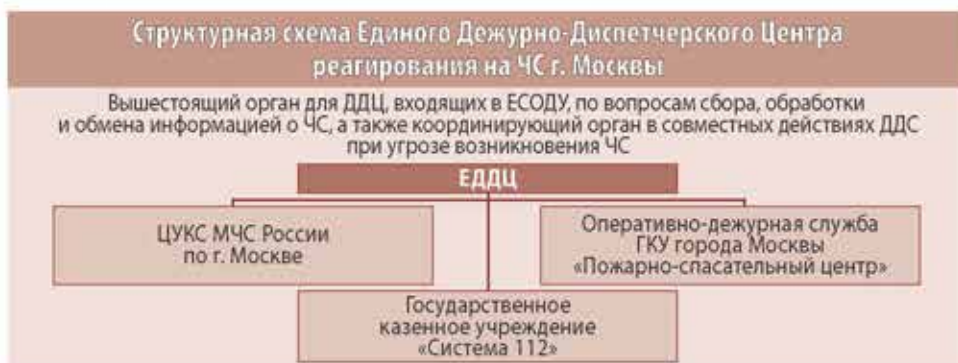 Структурная схема Единого Дежурно-Диспетчерского Центра
реагирования на ЧС г. Москвы
Вышестоящий орган для ДДЦ, входящих в ЕСОДУ, по вопросам сбора, обработки
и обмена информацией о ЧС, а также координирующий орган в совместных действиях ДДС
при угрозе возникновения ЧС
ЕДДЦ
ЦУКС МЧС России
по г. Москве
Оперативно-дежурная служба
ГКУ города Москвы
«Пожарно-спасательный центр»
Государственное
казенное учреждение
«Система 112»